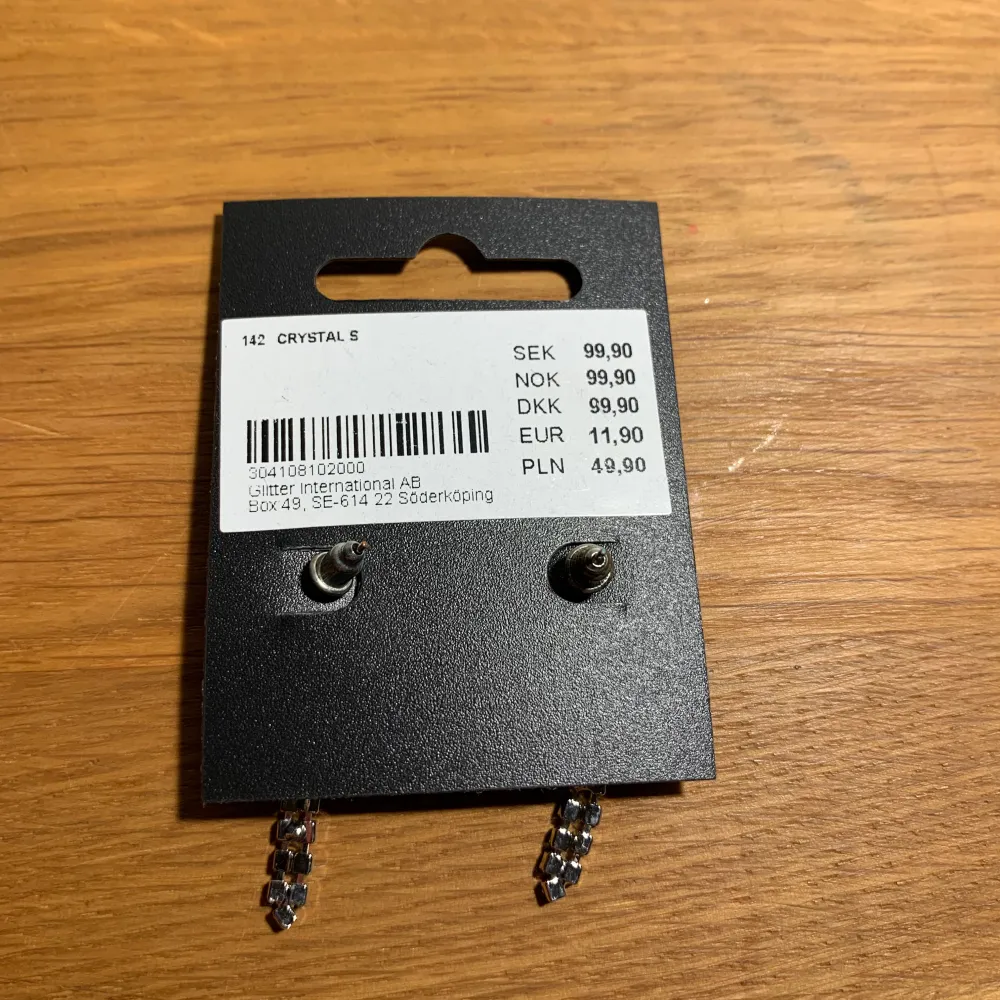 142 CRYSTAL S
SEK 99,90
NOK 99,90
DKK 99,90
EUR 11,90
PLN 49,90
304108102000
Glitter International AB
Box 49, SE-614 22 Söderköping